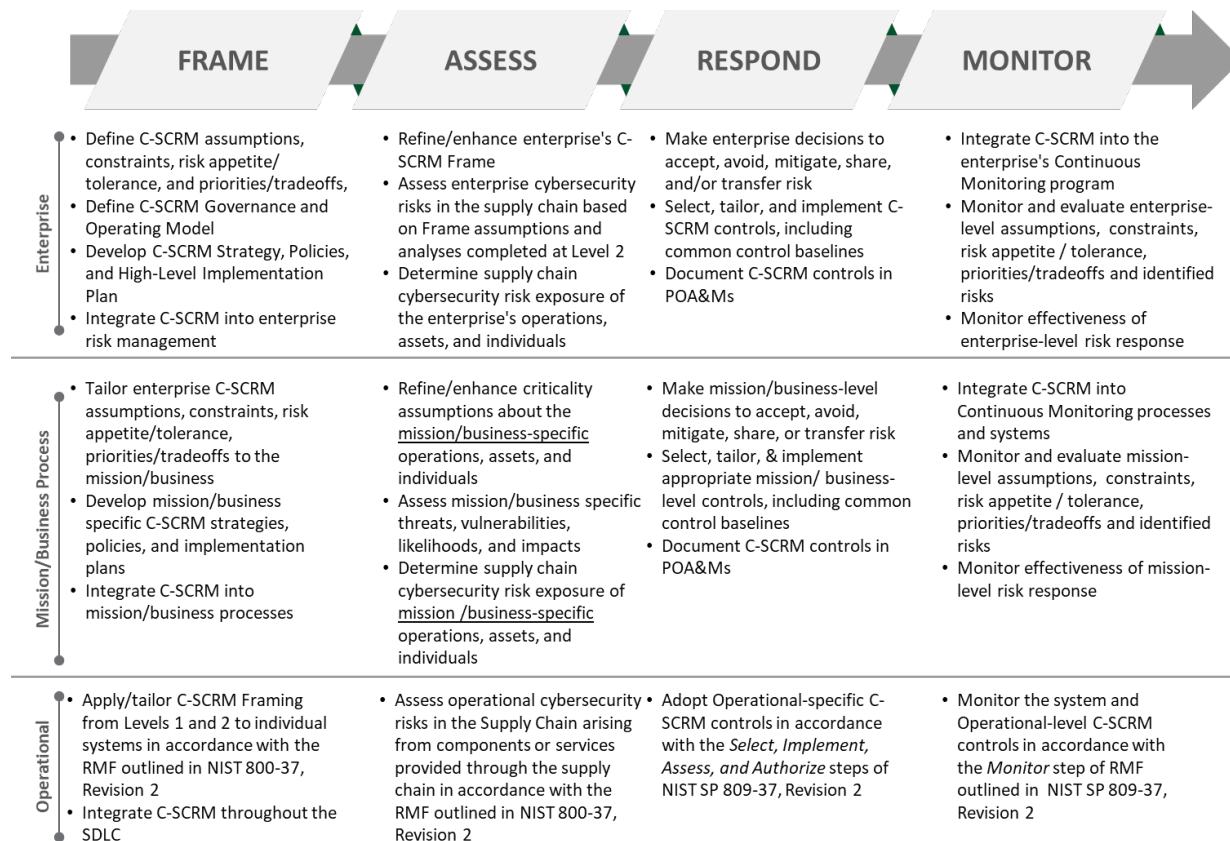 FRAME
ASSESS
RESPOND
MONITOR
Enterprise
• Define C-SCRM assumptions,
constraints, risk appetite/
tolerance, and priorities/tradeoffs,
• Define C-SCRM Governance and
Operating Model
• Develop C-SCRM Strategy, Policies,
and High-Level Implementation
Plan
• Integrate C-SCRM into enterprise
risk management
• Refine/enhance enterprise's C-
SCRM Frame
• Assess enterprise cybersecurity
risks in the supply chain based
on Frame assumptions and
analyses completed at Level 2
• Determine supply chain
cybersecurity risk exposure of
the enterprise's operations,
assets, and individuals
• Make enterprise decisions to
accept, avoid, mitigate, share,
and/or transfer risk
• Select, tailor, and implement C-
SCRM controls, including
common control baselines
• Document C-SCRM controls in
POA&Ms
• Integrate C-SCRM into the
enterprise's Continuous
Monitoring program
• Monitor and evaluate enterprise-
level assumptions, constraints,
risk appetite / tolerance,
priorities/tradeoffs and identified
risks
• Monitor effectiveness of
enterprise-level risk response
Mission/Business Process
• Tailor enterprise C-SCRM
assumptions, constraints, risk
appetite/tolerance,
priorities/tradeoffs to the
mission/business
• Develop mission/business
specific C-SCRM strategies,
policies, and implementation
plans
• Integrate C-SCRM into
mission/business processes
• Refine/enhance criticality
assumptions about the
mission/business-specific
operations, assets, and
individuals
• Assess mission/business specific
threats, vulnerabilities,
likelihoods, and impacts
• Determine supply chain
cybersecurity risk exposure of
mission /business-specific
operations, assets, and
individuals
• Make mission/business-level
decisions to accept, avoid,
mitigate, share, or transfer risk
• Select, tailor, & implement
appropriate mission/ business-
level controls, including common
control baselines
• Document C-SCRM controls in
POA&Ms
• Integrate C-SCRM into
Continuous Monitoring processes
and systems
• Monitor and evaluate mission-
level assumptions, constraints,
risk appetite / tolerance,
priorities/tradeoffs and identified
risks
• Monitor effectiveness of mission-
level risk response
Operational
• Apply/tailor C-SCRM Framing
from Levels 1 and 2 to individual
systems in accordance with the
RMF outlined in NIST 800-37,
Revision 2
• Integrate C-SCRM throughout the
SDLC
• Assess operational cybersecurity
risks in the Supply Chain arising
from components or services
provided through the supply
chain in accordance with the
RMF outlined in NIST 800-37,
Revision 2
• Adopt Operational-specific C-
SCRM controls in accordance
with the Select, Implement,
Assess, and Authorize steps of
NIST SP 809-37, Revision 2
• Monitor the system and
Operational-level C-SCRM
controls in accordance with
the Monitor step of RMF
outlined in NIST SP 809-37,
Revision 2